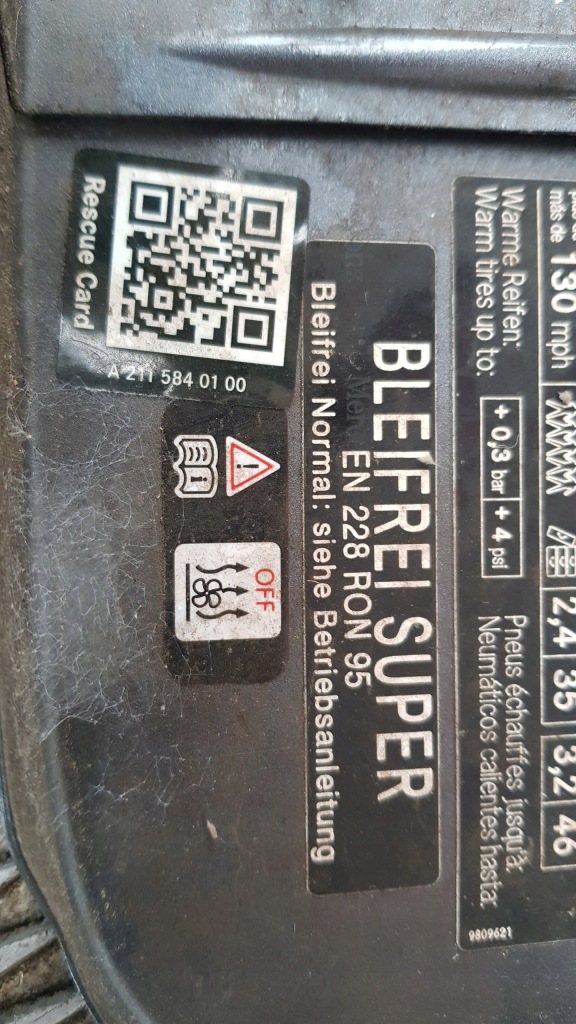 más de 130 mph
2,4 35 3,2 46
Warme Reifen:
Warm tires up to:
+ 0,3 bar + 4 psi
Pneus échauffés jusqu'à:
Neumáticos calientes hasta:
9809621
BLEIFREI SUPER
EN 228 RON 95
Bleifrei Normal: siehe Betriebsanleitung
Rescue Card
A 211 584 01 00
OFF